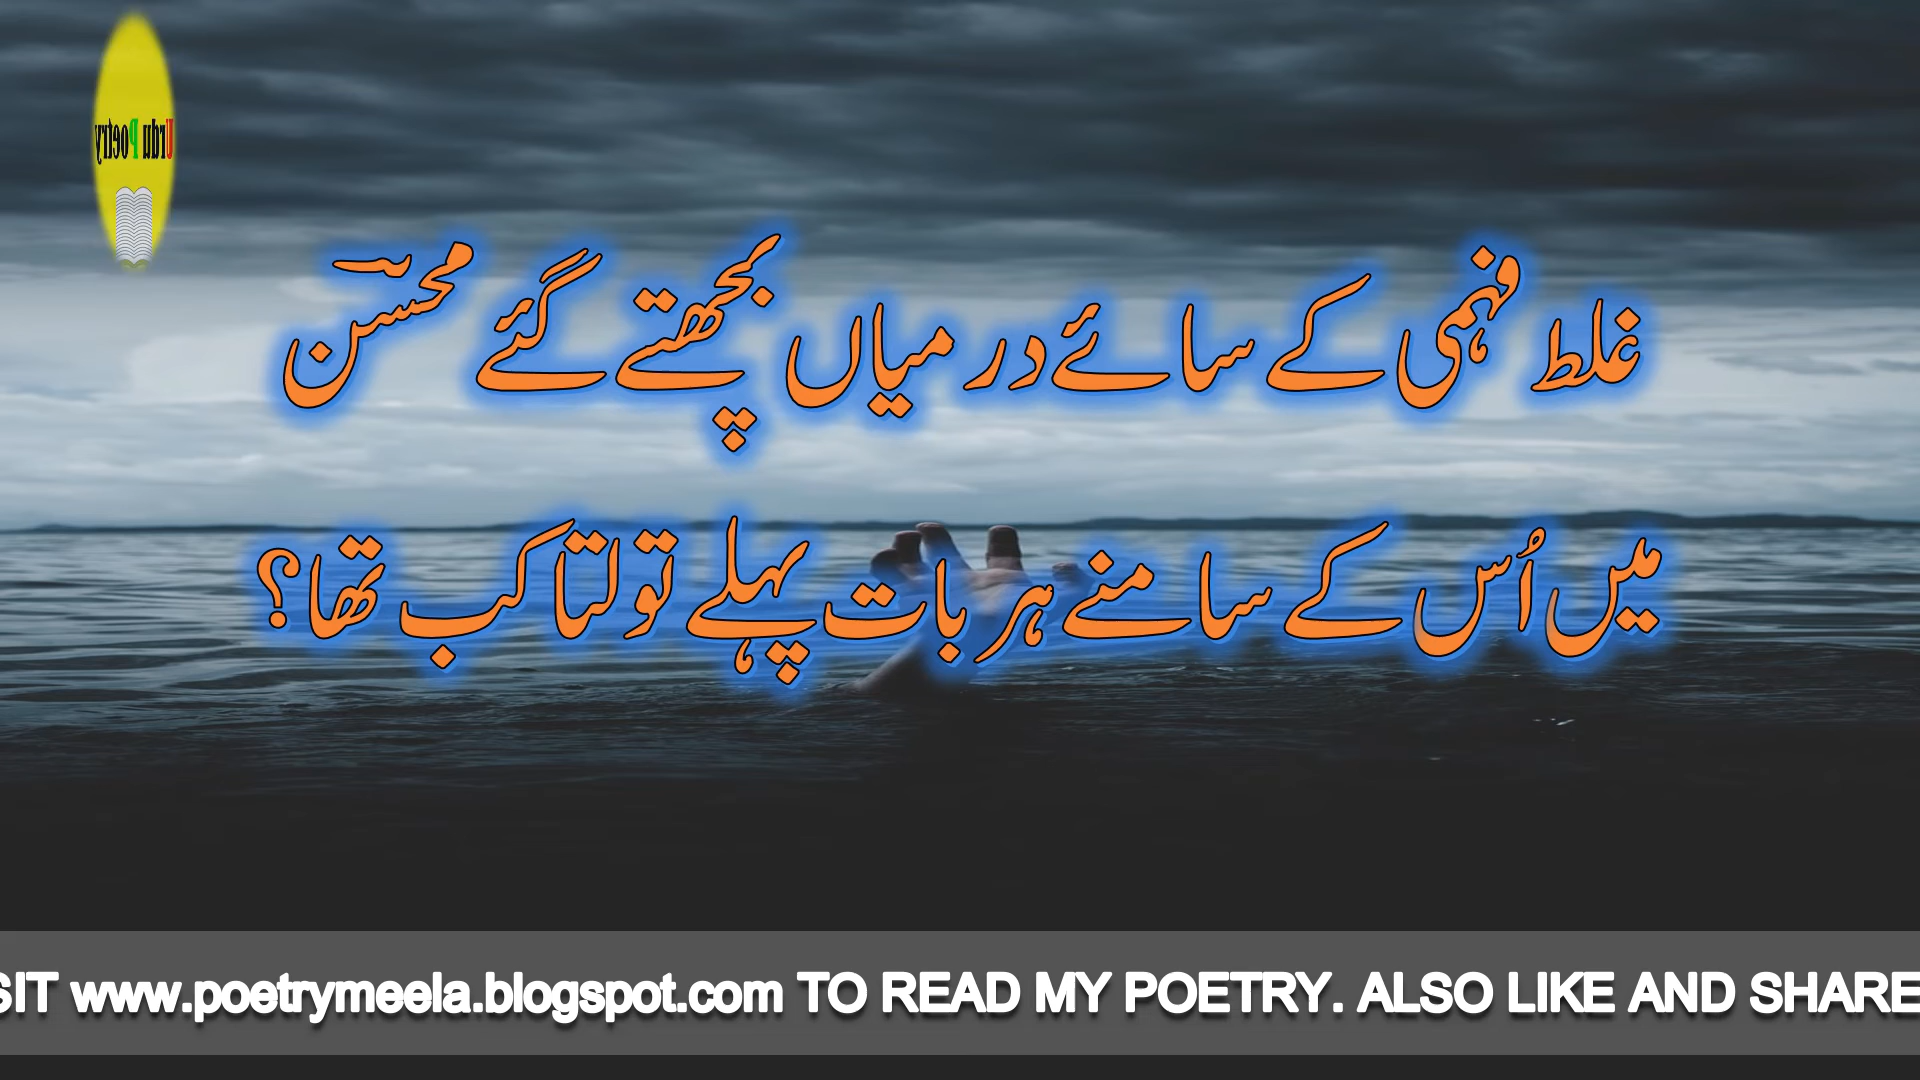 Urdu Poetry
غلط فہمی کے سائے درمیاں بچھتے گئے محسنؔ
میں اُس کے سامنے ہر بات پہلے تولتا کب تھا؟
SIT www.poetrymeela.blogspot.com TO READ MY POETRY. ALSO LIKE AND SHARE